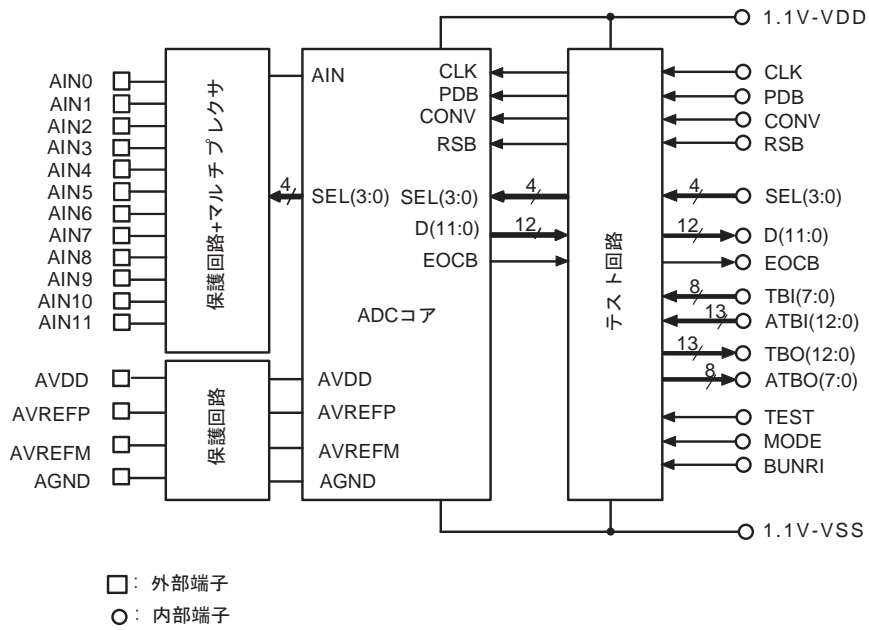 1.1V-VDD
AIN0
AIN1
AIN2
AIN3
AIN4
AIN5
AIN6
AIN7
AIN8
AIN9
AIN10
AIN11
AVDD
AVREFP
AVREFM
AGND
保護回路+マルチプレクサ
保護回路
4
AIN
SEL(3:0)
AVDD
AVREFP
AVREFM
AGND
ADCコア
CLK
PDB
CONV
RSB
SEL(3:0)
D(11:0)
EOCB
4
12
テスト回路
4
12
8
13
13
8
CLK
PDB
CONV
RSB
SEL(3:0)
D(11:0)
EOCB
TBI(7:0)
ATBI(12:0)
TBO(12:0)
ATBO(7:0)
TEST
MODE
BUNRI
1.1V-VSS
□: 外部端子
○: 内部端子